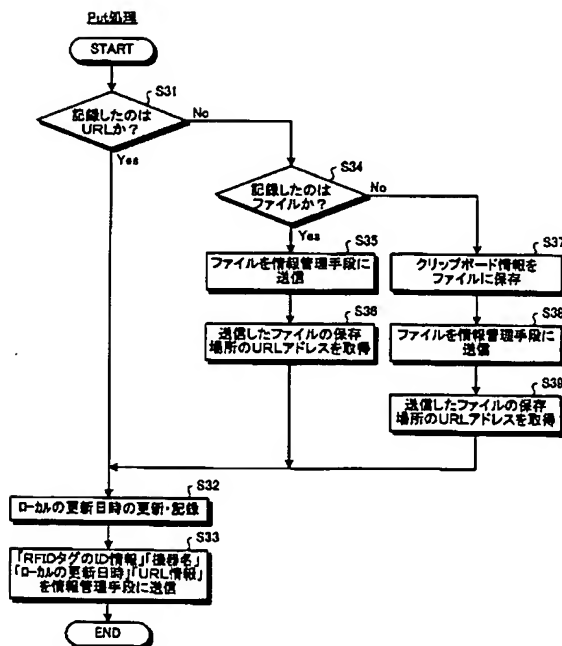 Put処理
START
S31
記録したのは
URLか？
No
Yes
S34
記録したのは
ファイルか？
No
Yes
S35
ファイルを情報管理手段に
送信
S36
送信したファイルの保存
場所のURLアドレスを取得
S37
クリップボード情報を
ファイルに保存
S38
ファイルを情報管理手段に
送信
S39
送信したファイルの保存
場所のURLアドレスを取得
S32
ローカルの更新日時の更新・記録
S33
「RFIDタグのID情報」「機器名」
「ローカルの更新日時」「URL情報」
を情報管理手段に送信
END